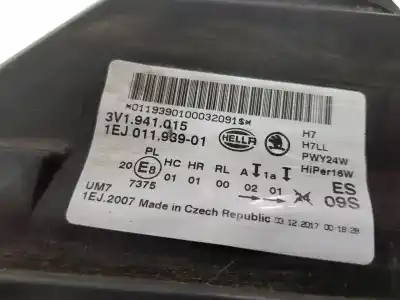 *0119390100032091$*
3V1.941.015
1EJ 011.939-01
HELLA
H7
H7LL
PWY24W
HiPer16W
PL HC HR RL A 1a
20 E8 01 01 00 02 01 24
UM7 7375
ES
09S
1EJ.2007 Made in Czech Republic 03.12.2017 00:18:28